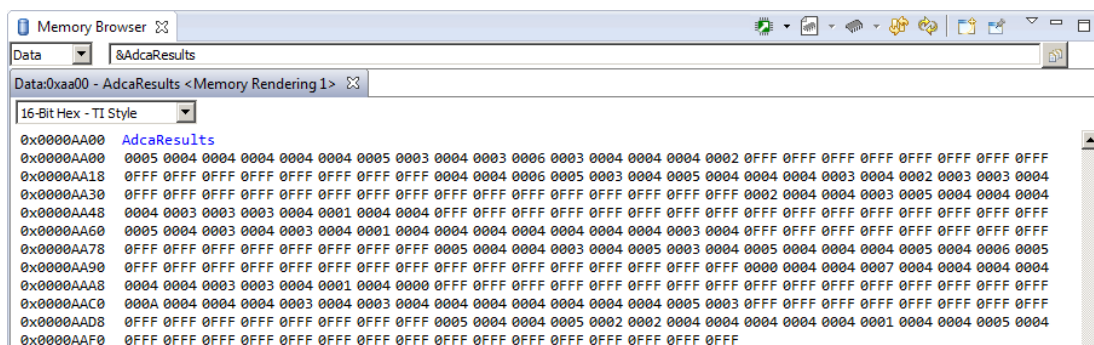 Memory Browser
Data &AdcaResults
Data:0xaa00 - AdcaResults <Memory Rendering 1>
16-Bit Hex - TI Style
0x0000AA00 AdcaResults
0x0000AA00 0005 0004 0004 0004 0004 0004 0005 0003 0004 0003 0006 0003 0004 0004 0004 0002 0FFF 0FFF 0FFF 0FFF 0FFF 0FFF 0FFF 0FFF
0x0000AA18 0FFF 0FFF 0FFF 0FFF 0FFF 0FFF 0FFF 0FFF 0004 0004 0006 0005 0003 0004 0005 0004 0004 0004 0003 0004 0002 0003 0003 0004
0x0000AA30 0FFF 0FFF 0FFF 0FFF 0FFF 0FFF 0FFF 0FFF 0FFF 0FFF 0FFF 0FFF 0FFF 0FFF 0FFF 0FFF 0002 0004 0004 0003 0005 0004 0004 0004
0x0000AA48 0004 0003 0003 0003 0004 0001 0004 0004 0FFF 0FFF 0FFF 0FFF 0FFF 0FFF 0FFF 0FFF 0FFF 0FFF 0FFF 0FFF 0FFF 0FFF 0FFF 0FFF
0x0000AA60 0005 0004 0003 0004 0003 0004 0001 0004 0004 0004 0004 0004 0004 0004 0003 0004 0FFF 0FFF 0FFF 0FFF 0FFF 0FFF 0FFF 0FFF
0x0000AA78 0FFF 0FFF 0FFF 0FFF 0FFF 0FFF 0FFF 0FFF 0005 0004 0004 0003 0004 0005 0003 0004 0005 0004 0004 0004 0005 0004 0006 0005
0x0000AA90 0FFF 0FFF 0FFF 0FFF 0FFF 0FFF 0FFF 0FFF 0FFF 0FFF 0FFF 0FFF 0FFF 0FFF 0FFF 0FFF 0000 0004 0004 0007 0004 0004 0004 0004
0x0000AAA8 0004 0004 0003 0003 0004 0001 0004 0000 0FFF 0FFF 0FFF 0FFF 0FFF 0FFF 0FFF 0FFF 0FFF 0FFF 0FFF 0FFF 0FFF 0FFF 0FFF 0FFF
0x0000AAC0 000A 0004 0004 0004 0003 0004 0003 0004 0004 0004 0004 0004 0004 0004 0005 0003 0FFF 0FFF 0FFF 0FFF 0FFF 0FFF 0FFF 0FFF
0x0000AAD8 0FFF 0FFF 0FFF 0FFF 0FFF 0FFF 0FFF 0FFF 0005 0004 0004 0005 0002 0002 0004 0004 0004 0004 0004 0001 0004 0004 0005 0004
0x0000AAF0 0FFF 0FFF 0FFF 0FFF 0FFF 0FFF 0FFF 0FFF 0FFF 0FFF 0FFF 0FFF 0FFF 0FFF 0FFF 0FFF